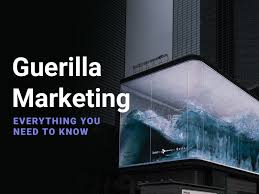 Guerilla
Marketing
EVERYTHING YOU
NEED TO KNOW